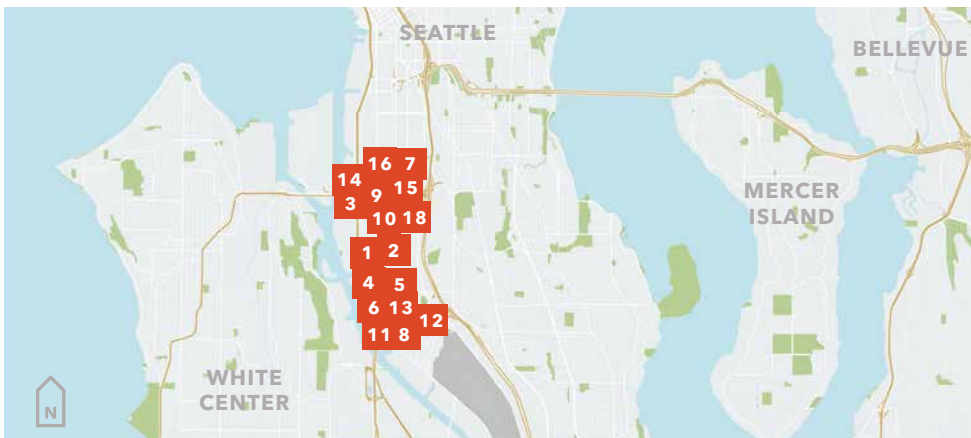 SEATTLE
BELLEVUE
16 7
14
15
9
3
10 18
MERCER
ISLAND
1 2
4 5
6 13
12
11 8
WHITE
CENTER
N